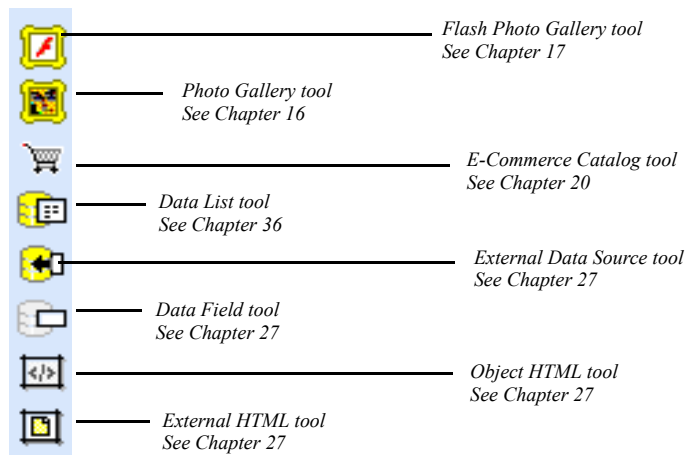 Flash Photo Gallery tool
See Chapter 17
Photo Gallery tool
See Chapter 16
E-Commerce Catalog tool
See Chapter 20
Data List tool
See Chapter 36
External Data Source tool
See Chapter 27
Data Field tool
See Chapter 27
Object HTML tool
See Chapter 27
External HTML tool
See Chapter 27